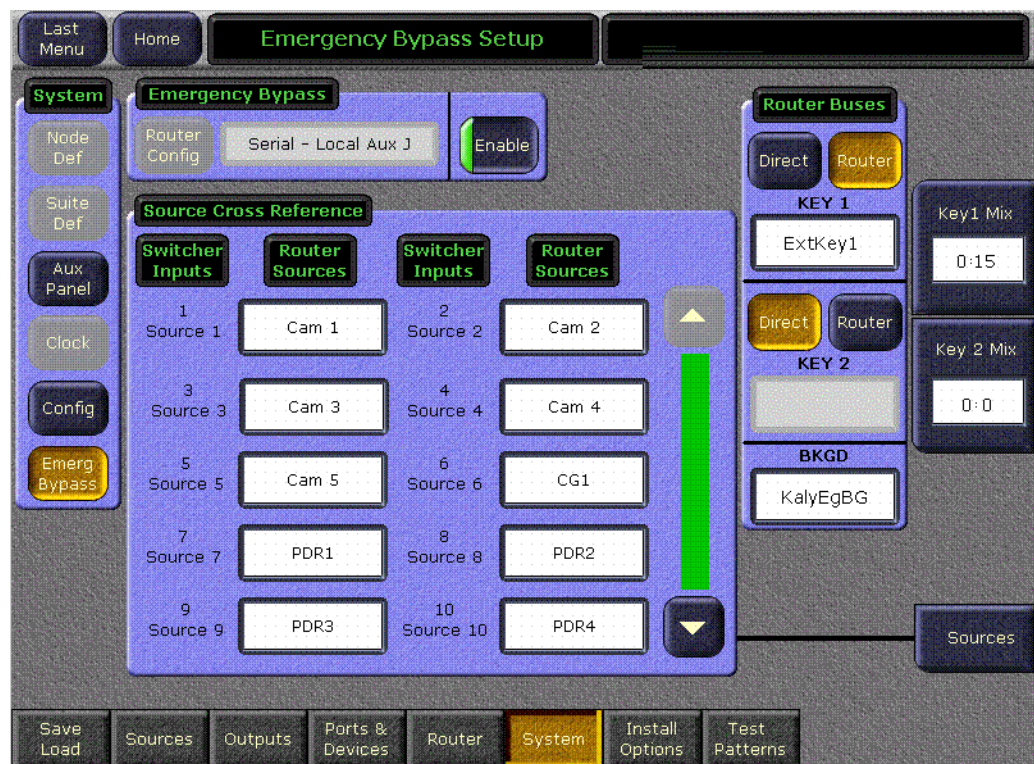 Last
Menu
Home
Emergency Bypass Setup
System
Node
Def
Suite
Def
Aux
Panel
Clock
Config
Emerg
Bypass
Emergency Bypass
Router
Config
Serial - Local Aux J
Enable
Source Cross Reference
Switcher
Inputs
Router
Sources
Switcher
Inputs
Router
Sources
1
Source 1
Cam 1
2
Source 2
Cam 2
3
Source 3
Cam 3
4
Source 4
Cam 4
5
Source 5
Cam 5
6
Source 6
CG1
7
Source 7
PDR1
8
Source 8
PDR2
9
Source 9
PDR3
10
Source 10
PDR4
Router Buses
Direct
Router
KEY 1
ExtKey1
Direct
Router
KEY 2
BKGD
KalyEgBG
Key1 Mix
0:15
Key 2 Mix
0:0
Sources
Save
Load
Sources
Outputs
Ports &
Devices
Router
System
Install
Options
Test
Patterns